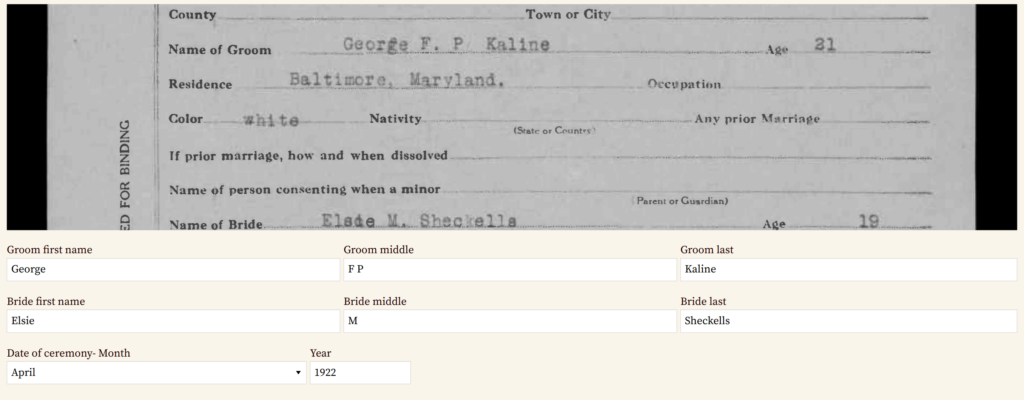 County Town or City
Name of Groom George F. P. Kaline Age 21
Residence Baltimore, Maryland. Occupation
Color white Nativity Any prior Marriage
(State or Country)
If prior marriage, how and when dissolved
Name of person consenting when a minor
(Parent or Guardian)
Name of Bride Elsie M. Sheckells Age 19
ED FOR BINDING
Groom first name Groom middle Groom last
George F P Kaline
Bride first name Bride middle Bride last
Elsie M Sheckells
Date of ceremony- Month Year
April 1922